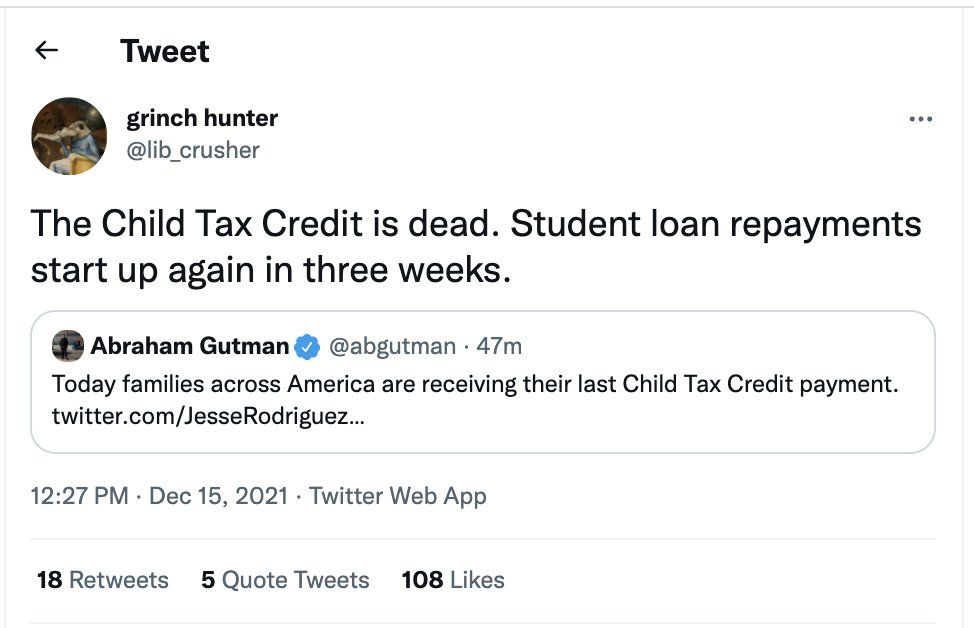 Tweet
grinch hunter
@lib_crusher
The Child Tax Credit is dead. Student loan repayments
start up again in three weeks.
Abraham Gutman @abgutman · 47m
Today families across America are receiving their last Child Tax Credit payment.
twitter.com/JesseRodriguez...
12:27 PM · Dec 15, 2021 · Twitter Web App
18 Retweets 5 Quote Tweets 108 Likes